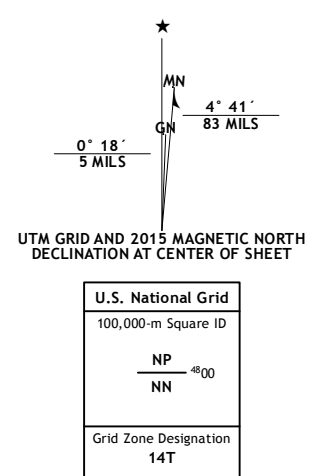 ★
MN
4° 41´
83 MILS
GN
0° 18´
5 MILS
UTM GRID AND 2015 MAGNETIC NORTH
DECLINATION AT CENTER OF SHEET
U.S. National Grid
100,000-m Square ID
NP
4800
NN
Grid Zone Designation
14T